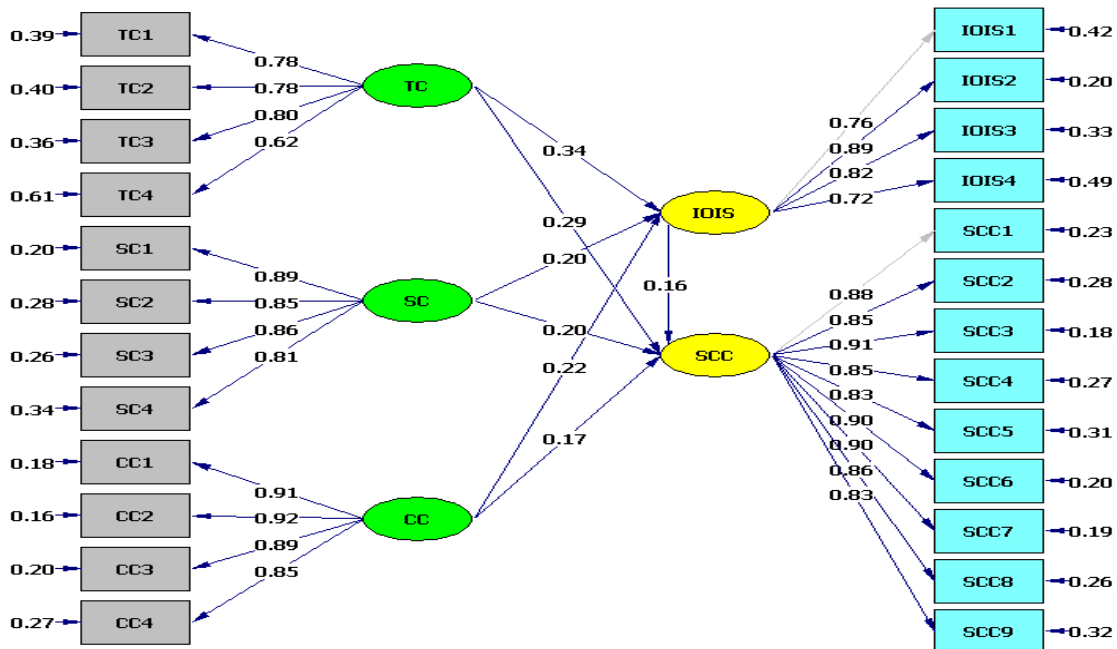 0.39 TC1
0.40 TC2
0.36 TC3
0.61 TC4
0.20 SC1
0.28 SC2
0.26 SC3
0.34 SC4
0.18 CC1
0.16 CC2
0.20 CC3
0.27 CC4
0.78
0.78
0.80
0.62
0.89
0.85
0.86
0.81
0.91
0.92
0.89
0.85
TC
SC
CC
0.34
0.29
0.20
0.20
0.22
0.17
0.16
IOIS
SCC
0.76
0.89
0.82
0.72
0.88
0.85
0.91
0.85
0.83
0.90
0.90
0.86
0.83
IOIS1 0.42
IOIS2 0.20
IOIS3 0.33
IOIS4 0.49
SCC1 0.23
SCC2 0.28
SCC3 0.18
SCC4 0.27
SCC5 0.31
SCC6 0.20
SCC7 0.19
SCC8 0.26
SCC9 0.32